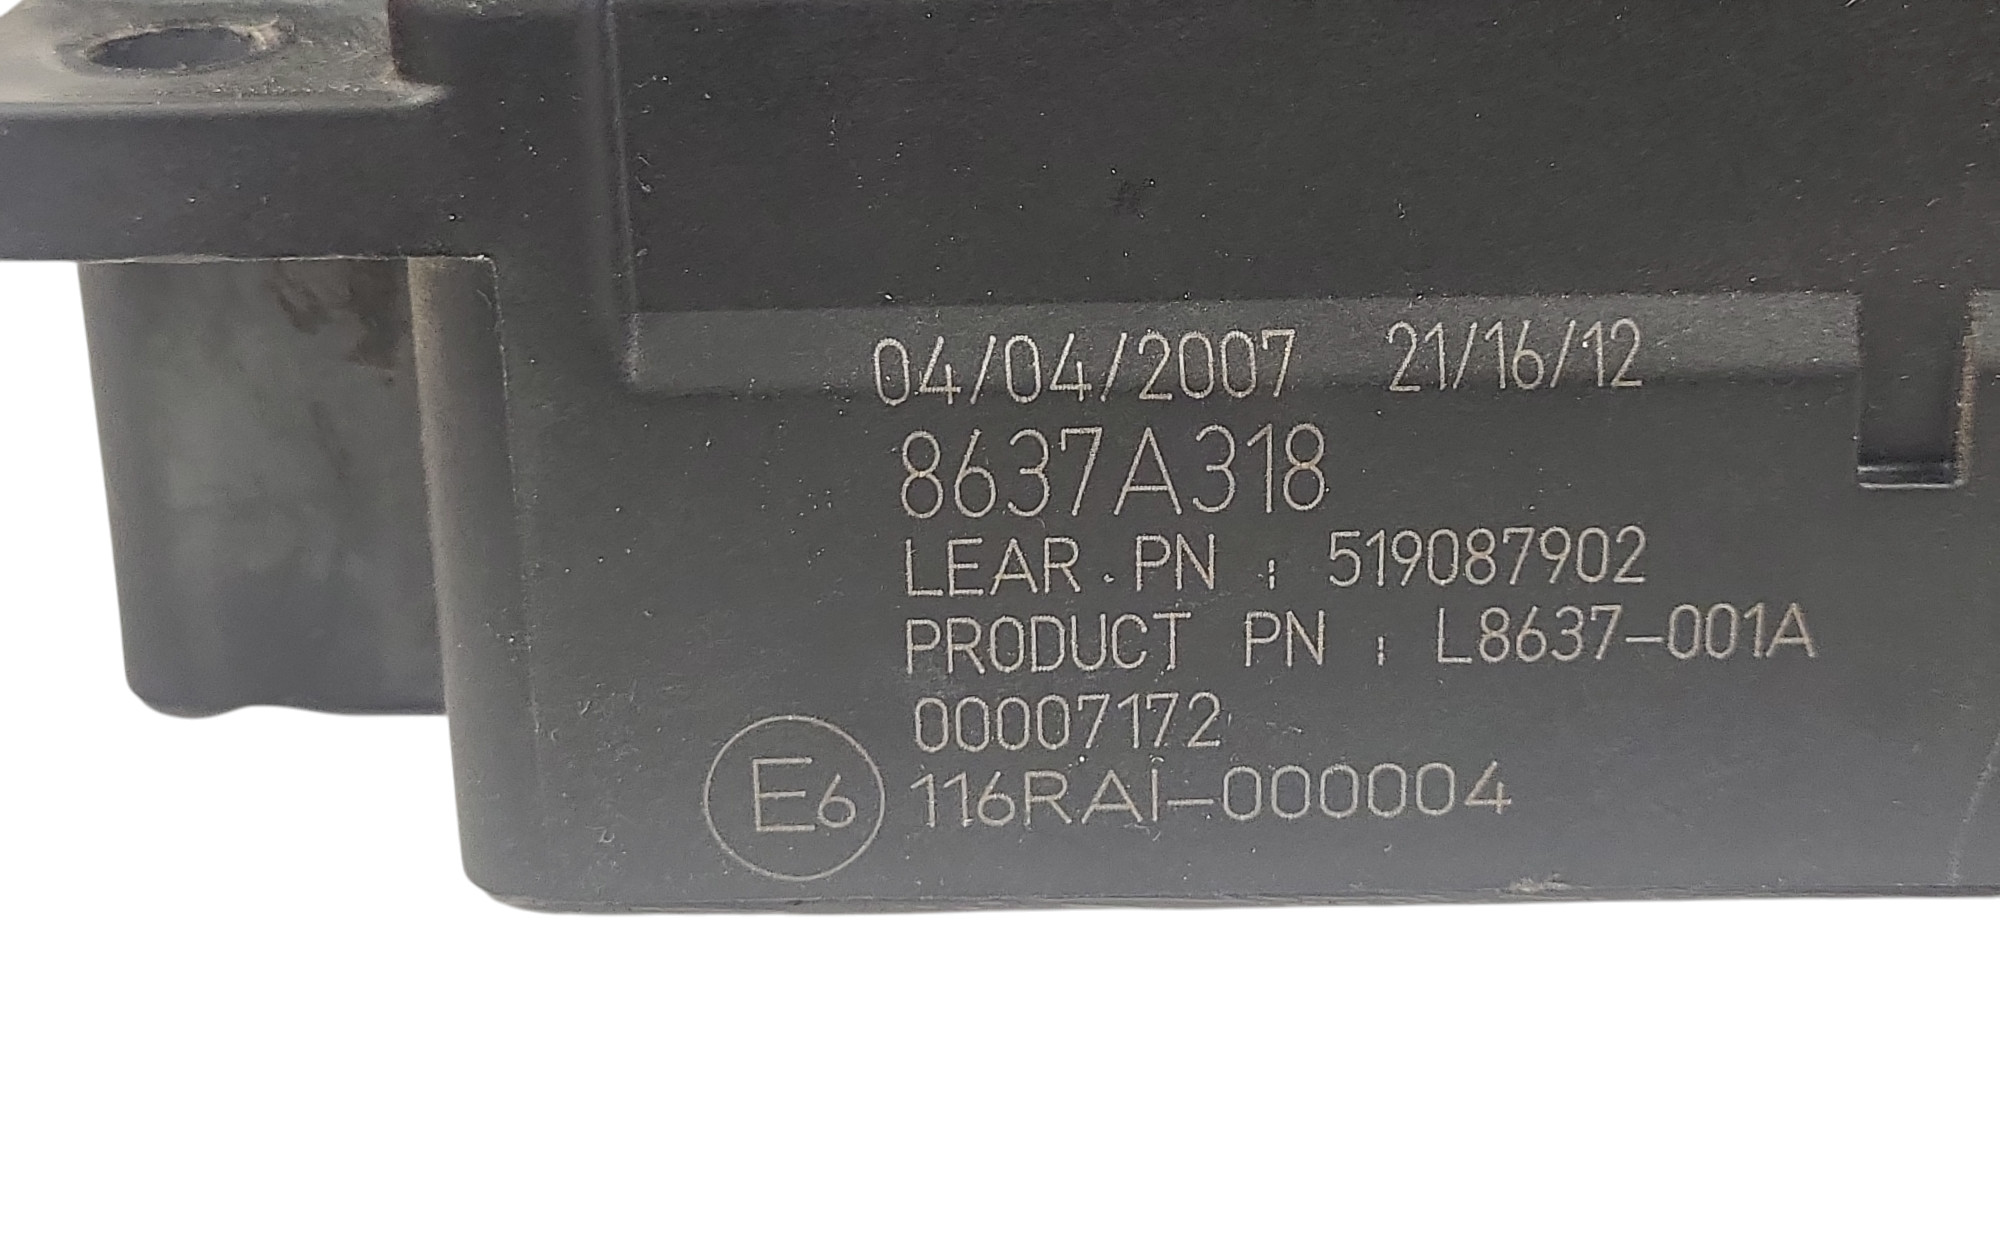 04/04/2007 21/16/12
8637A318
LEAR PN : 519087902
PRODUCT PN : L8637-001A
00007172
E6 116RAI-000004